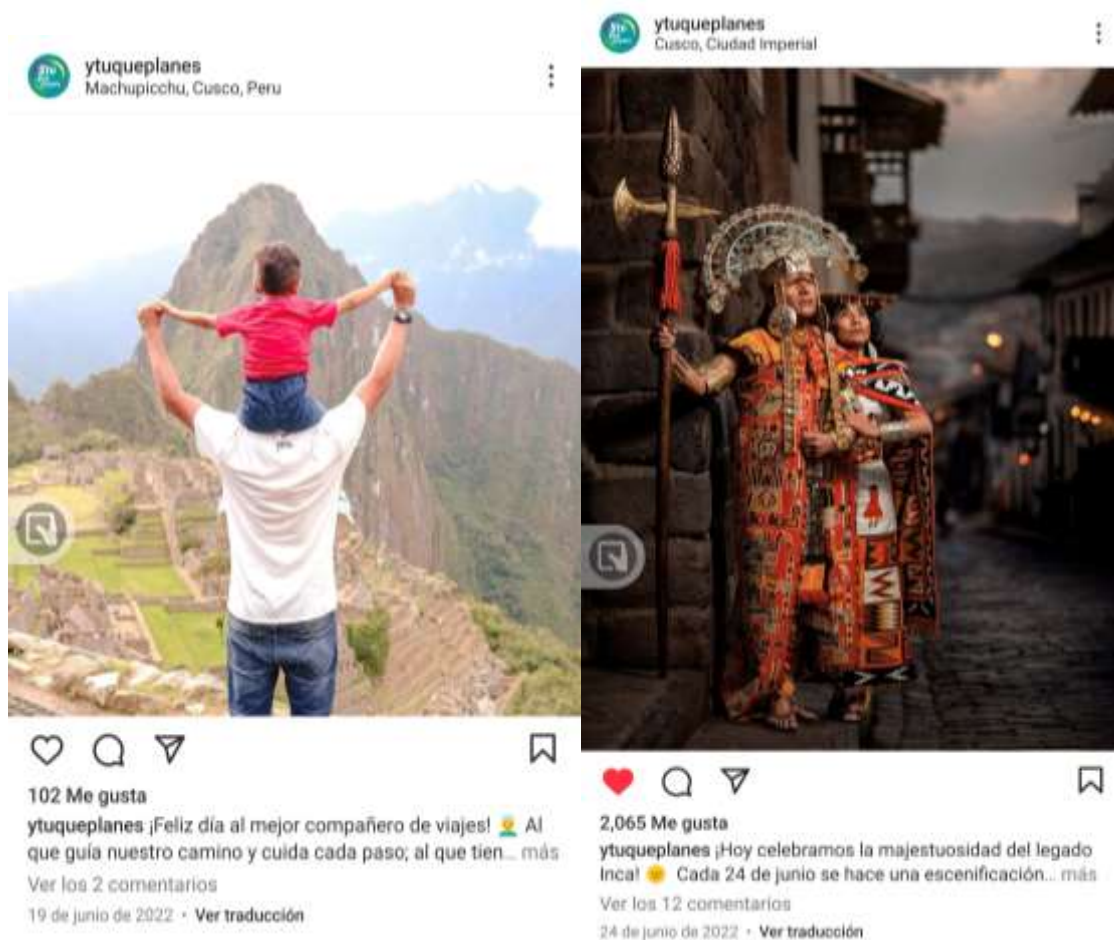 ytuqueplanes
Machupicchu, Cusco, Peru
102 Me gusta
ytuqueplanes ¡Feliz día al mejor compañero de viajes! 👳‍♂️ Al
que guía nuestro camino y cuida cada paso; al que tien... más
Ver los 2 comentarios
19 de junio de 2022 • Ver traducción
ytuqueplanes
Cusco, Ciudad Imperial
2,065 Me gusta
ytuqueplanes ¡Hoy celebramos la majestuosidad del legado
Inca! 🌞 Cada 24 de junio se hace una escenificación... más
Ver los 12 comentarios
24 de junio de 2022 • Ver traducción